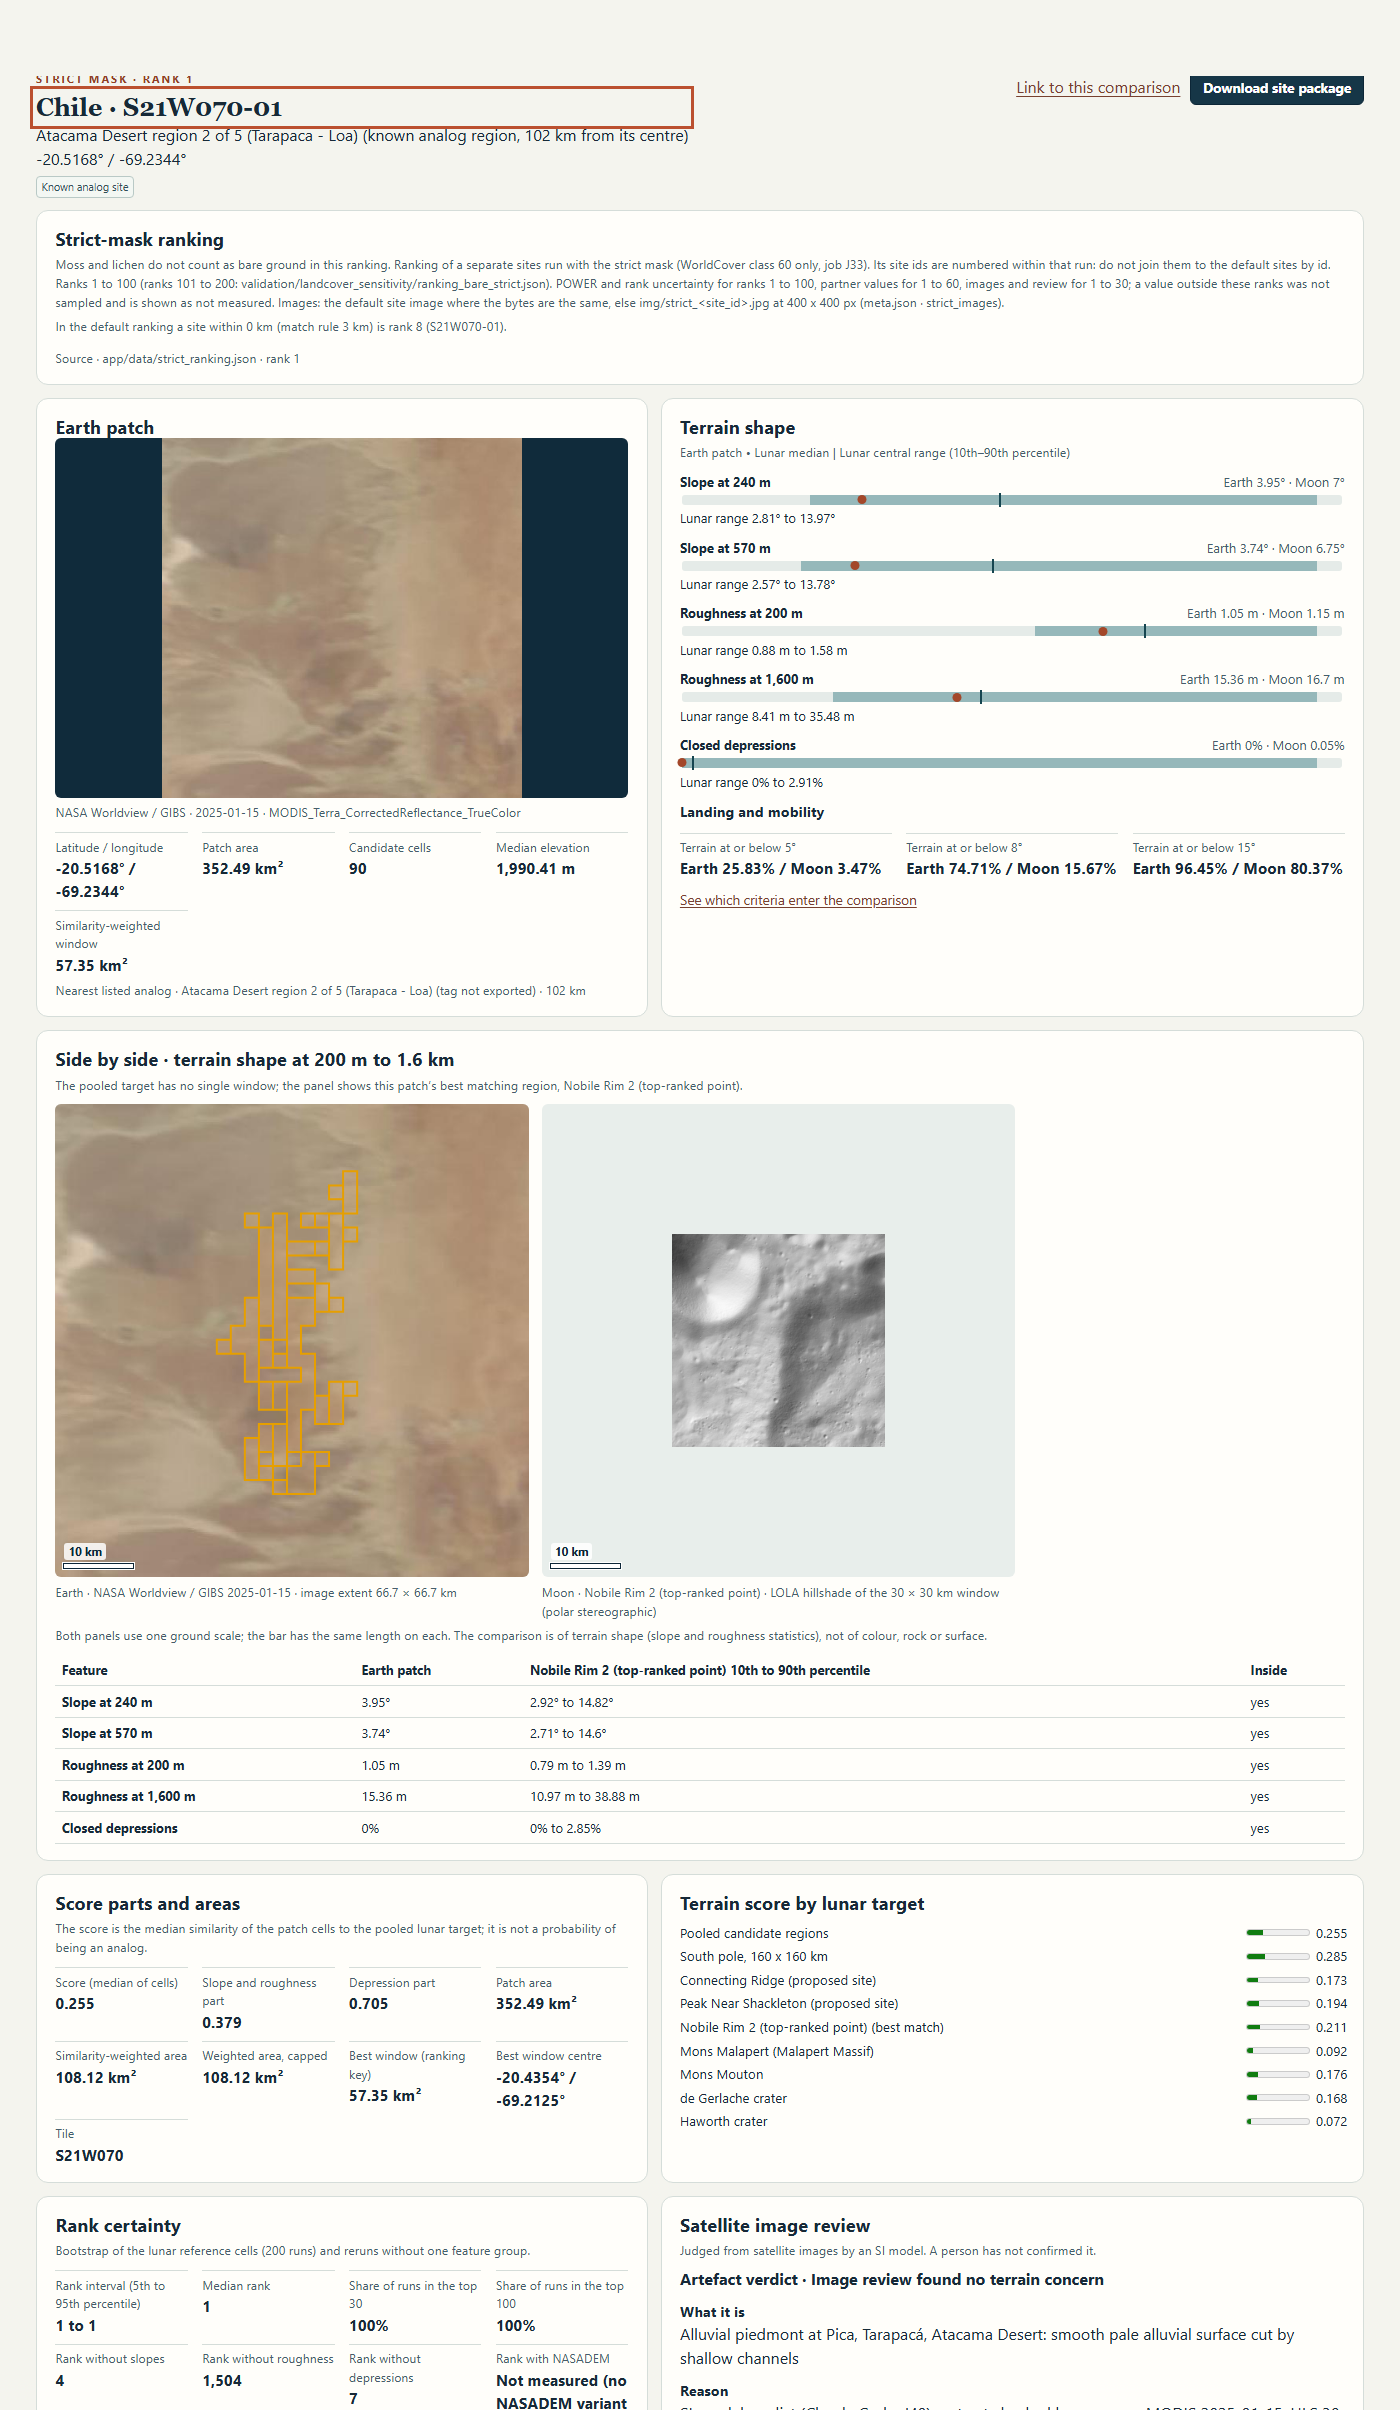 STRICT MASK · RANK 1
Chile · S21W070-01
Atacama Desert region 2 of 5 (Tarapaca - Loa) (known analog region, 102 km from its centre)
-20.5168° / -69.2344°
Known analog site
Link to this comparison
Download site package
Strict-mask ranking
Moss and lichen do not count as bare ground in this ranking. Ranking of a separate sites run with the strict mask (WorldCover class 60 only, job J33). Its site ids are numbered within that run: do not join them to the default sites by id.
Ranks 1 to 100 (ranks 101 to 200: validation/landcover_sensitivity/ranking_bare_strict.json). POWER and rank uncertainty for ranks 1 to 100, partner values for 1 to 60, images and review for 1 to 30; a value outside these ranks was not
sampled and is shown as not measured. Images: the default site image where the bytes are the same, else img/strict_<site_id>.jpg at 400 x 400 px (meta.json · strict_images).
In the default ranking a site within 0 km (match rule 3 km) is rank 8 (S21W070-01).
Source · app/data/strict_ranking.json · rank 1
Earth patch
NASA Worldview / GIBS · 2025-01-15 · MODIS_Terra_CorrectedReflectance_TrueColor
Latitude / longitude
-20.5168° /
-69.2344°
Patch area
352.49 km²
Candidate cells
90
Median elevation
1,990.41 m
Similarity-weighted
window
57.35 km²
Nearest listed analog · Atacama Desert region 2 of 5 (Tarapaca - Loa) (tag not exported) · 102 km
Terrain shape
Earth patch • Lunar median | Lunar central range (10th–90th percentile)
Slope at 240 m Earth 3.95° · Moon 7°
Lunar range 2.81° to 13.97°
Slope at 570 m Earth 3.74° · Moon 6.75°
Lunar range 2.57° to 13.78°
Roughness at 200 m Earth 1.05 m · Moon 1.15 m
Lunar range 0.88 m to 1.58 m
Roughness at 1,600 m Earth 15.36 m · Moon 16.7 m
Lunar range 8.41 m to 35.48 m
Closed depressions Earth 0% · Moon 0.05%
Lunar range 0% to 2.91%
Landing and mobility
Terrain at or below 5°
Earth 25.83% / Moon 3.47%
Terrain at or below 8°
Earth 74.71% / Moon 15.67%
Terrain at or below 15°
Earth 96.45% / Moon 80.37%
See which criteria enter the comparison
Side by side · terrain shape at 200 m to 1.6 km
The pooled target has no single window; the panel shows this patch's best matching region, Nobile Rim 2 (top-ranked point).
10 km
10 km
Earth · NASA Worldview / GIBS 2025-01-15 · image extent 66.7 × 66.7 km
Moon · Nobile Rim 2 (top-ranked point) · LOLA hillshade of the 30 × 30 km window
(polar stereographic)
Both panels use one ground scale; the bar has the same length on each. The comparison is of terrain shape (slope and roughness statistics), not of colour, rock or surface.
Feature Earth patch Nobile Rim 2 (top-ranked point) 10th to 90th percentile Inside
Slope at 240 m 3.95° 2.92° to 14.82° yes
Slope at 570 m 3.74° 2.71° to 14.6° yes
Roughness at 200 m 1.05 m 0.79 m to 1.39 m yes
Roughness at 1,600 m 15.36 m 10.97 m to 38.88 m yes
Closed depressions 0% 0% to 2.85% yes
Score parts and areas
The score is the median similarity of the patch cells to the pooled lunar target; it is not a probability of
being an analog.
Score (median of cells)
0.255
Slope and roughness
part
0.379
Depression part
0.705
Patch area
352.49 km²
Similarity-weighted area
108.12 km²
Weighted area, capped
108.12 km²
Best window (ranking
key)
57.35 km²
Best window centre
-20.4354° /
-69.2125°
Tile
S21W070
Terrain score by lunar target
Pooled candidate regions 0.255
South pole, 160 x 160 km 0.285
Connecting Ridge (proposed site) 0.173
Peak Near Shackleton (proposed site) 0.194
Nobile Rim 2 (top-ranked point) (best match) 0.211
Mons Malapert (Malapert Massif) 0.092
Mons Mouton 0.176
de Gerlache crater 0.168
Haworth crater 0.072
Rank certainty
Bootstrap of the lunar reference cells (200 runs) and reruns without one feature group.
Rank interval (5th to
95th percentile)
1 to 1
Median rank
1
Share of runs in the top
30
100%
Share of runs in the top
100
100%
Rank without slopes
4
Rank without roughness
1,504
Rank without
depressions
7
Rank with NASADEM
Not measured (no
NASADEM variant
Satellite image review
Judged from satellite images by an SI model. A person has not confirmed it.
Artefact verdict · Image review found no terrain concern
What it is
Alluvial piedmont at Pica, Tarapacá, Atacama Desert: smooth pale alluvial surface cut by
shallow channels
Reason